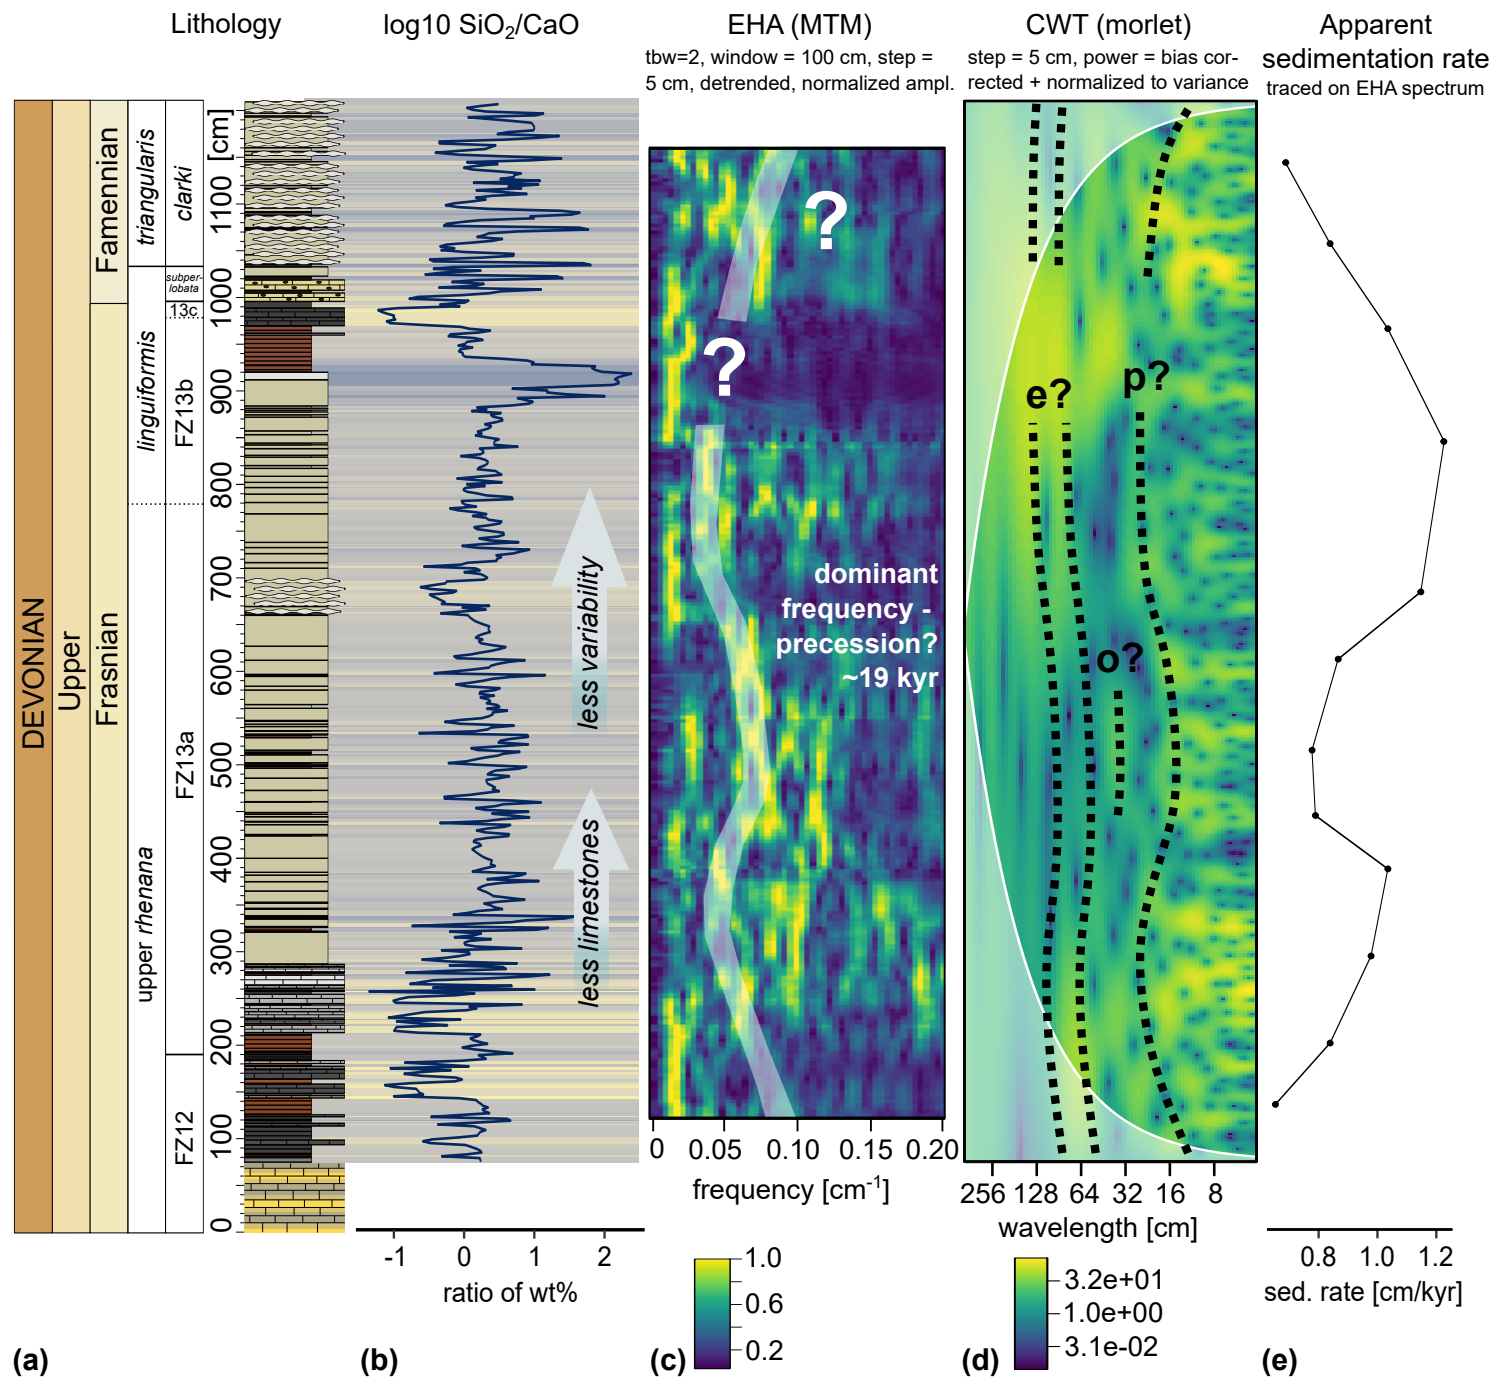 Lithology
log10 SiO2/CaO
EHA (MTM)
tbw=2, window = 100 cm, step =
5 cm, detrended, normalized ampl.
CWT (morlet)
step = 5 cm, power = bias cor-
rected + normalized to variance
Apparent
sedimentation rate
traced on EHA spectrum
DEVONIAN
Upper
Famennian
Frasnian
triangularis
linguiformis
upper rhenana
clarki
subper-
lobata
13c
FZ13b
FZ13a
FZ12
[cm]
1100
1000
900
800
700
600
500
400
300
200
100
0
less variability
less limestones
?
?
dominant
frequency -
precession?
~19 kyr
e?
p?
o?
0 0.05 0.10 0.15 0.20
frequency [cm-1]
256 128 64 32 16 8
wavelength [cm]
-1 0 1 2
ratio of wt%
1.0
0.6
0.2
3.2e+01
1.0e+00
3.1e-02
0.8 1.0 1.2
sed. rate [cm/kyr]
(a)
(b)
(c)
(d)
(e)